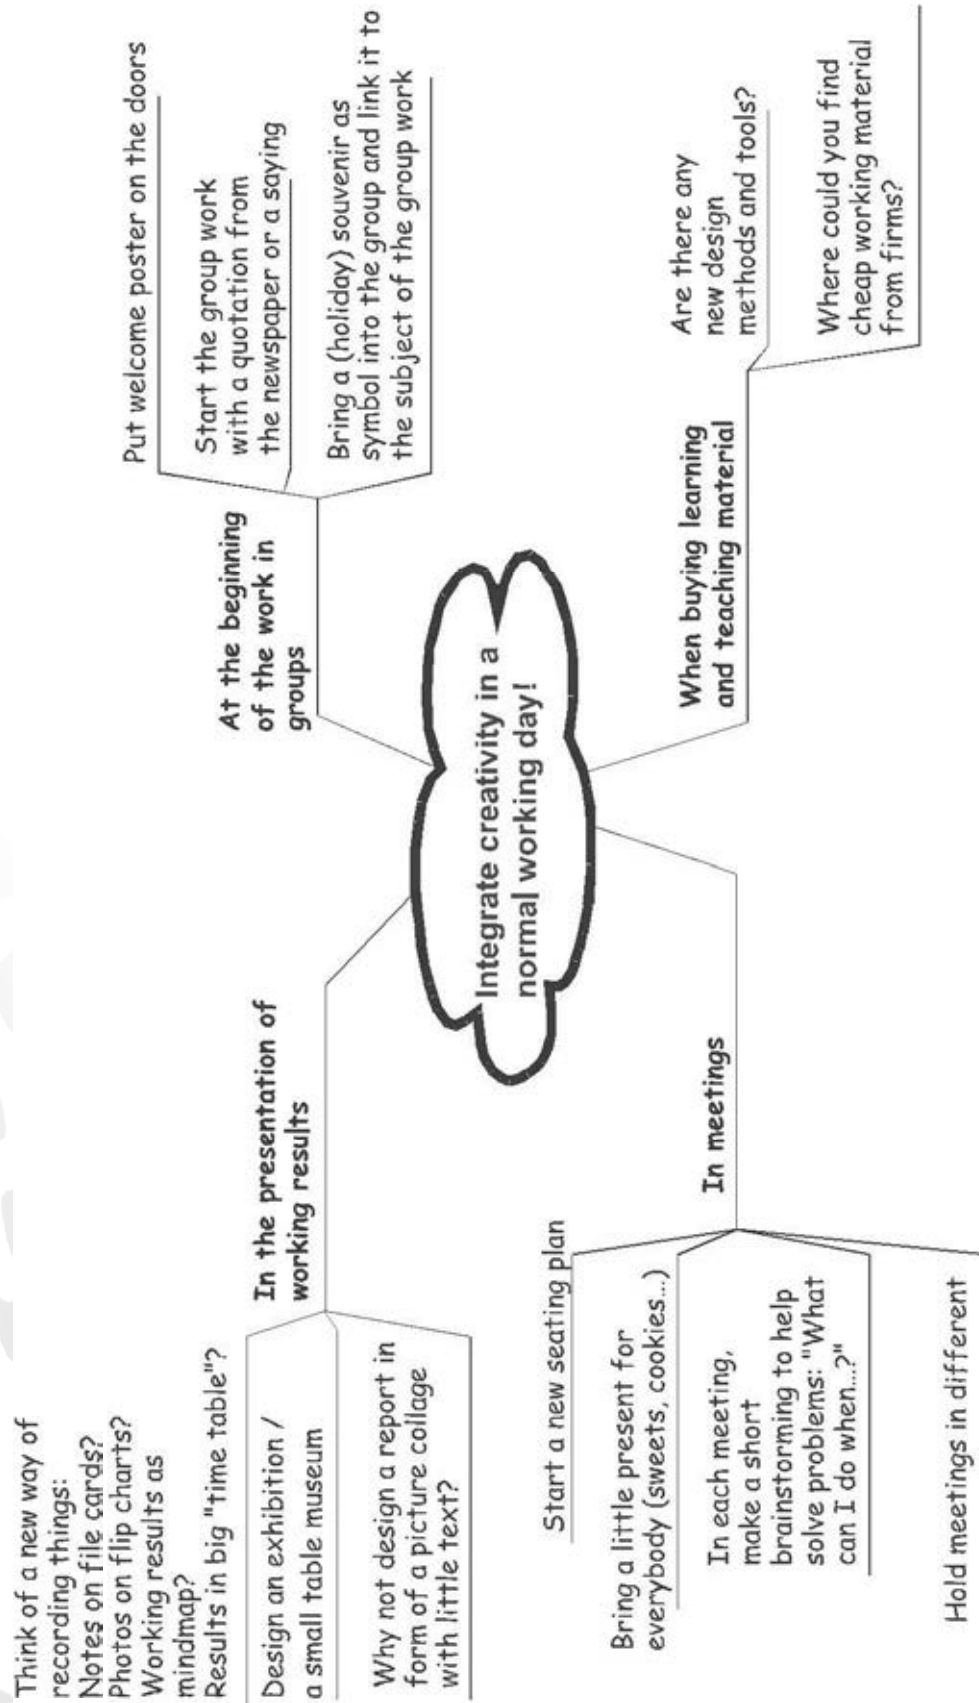 Think of a new way of
recording things:
Notes on file cards?
Photos on flip charts?
Working results as
mindmap?
Results in big "time table"?
Design an exhibition /
a small table museum
Why not design a report in
form of a picture collage
with little text?
In the presentation of
working results
At the beginning
of the work in
groups
Put welcome poster on the doors
Start the group work
with a quotation from
the newspaper or a saying
Bring a (holiday) souvenir as
symbol into the group and link it to
the subject of the group work
Integrate creativity in a
normal working day!
Start a new seating plan
Bring a little present for
everybody (sweets, cookies...)
In each meeting,
make a short
brainstorming to help
solve problems: "What
can I do when...?"
Hold meetings in different
In meetings
When buying learning
and teaching material
Are there any
new design
methods and tools?
Where could you find
cheap working material
from firms?